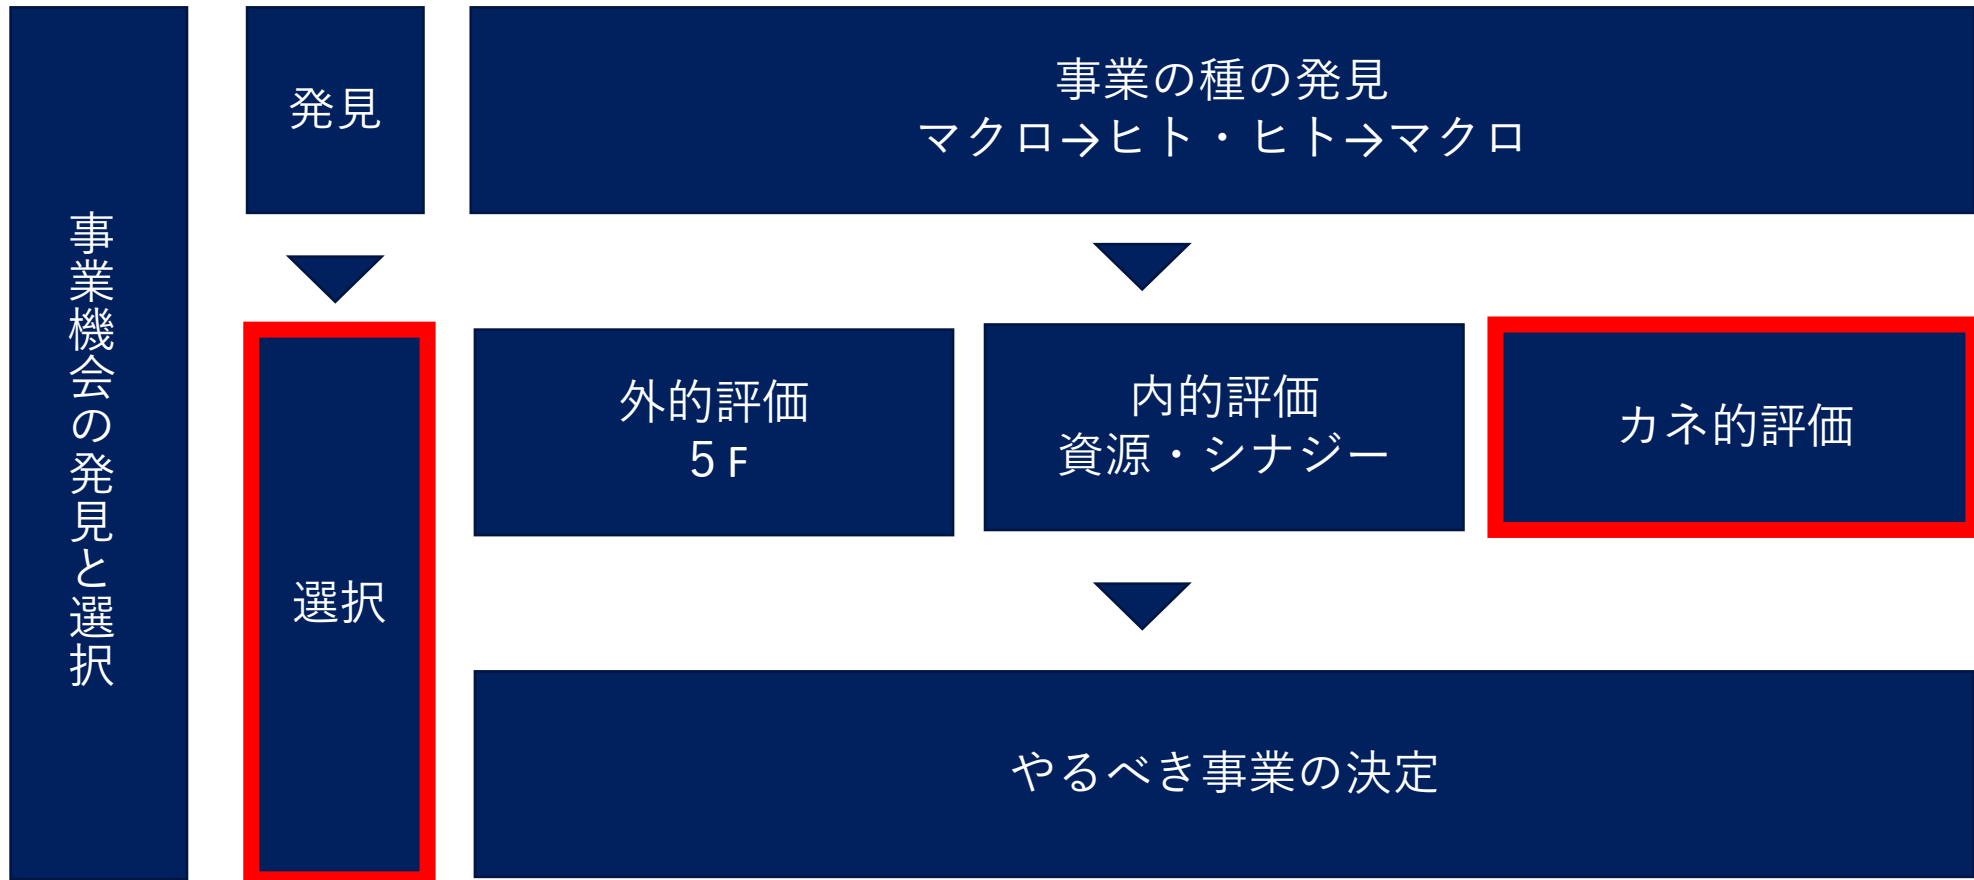 事業機会の発見と選択
発見
事業の種の発見
マクロ→ヒト・ヒト→マクロ
選択
外的評価
５F
内的評価
資源・シナジー
カネ的評価
やるべき事業の決定